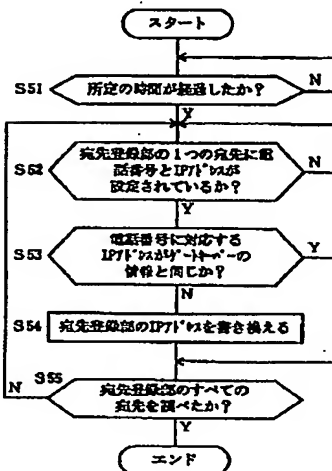 スタート
S51 所定の時間が経過したか? N
Y
S52 宛先登録部の1つの宛先に電
話番号とIPアドレスが
設定されているか? N
Y
S53 電話番号に対応する
IPアドレスがゲートキーパーの
情報と同じか? Y
N
S54 宛先登録部のIPアドレスを書き換える
S55 N 宛先登録部のすべての
宛先を調べたか?
Y
エンド